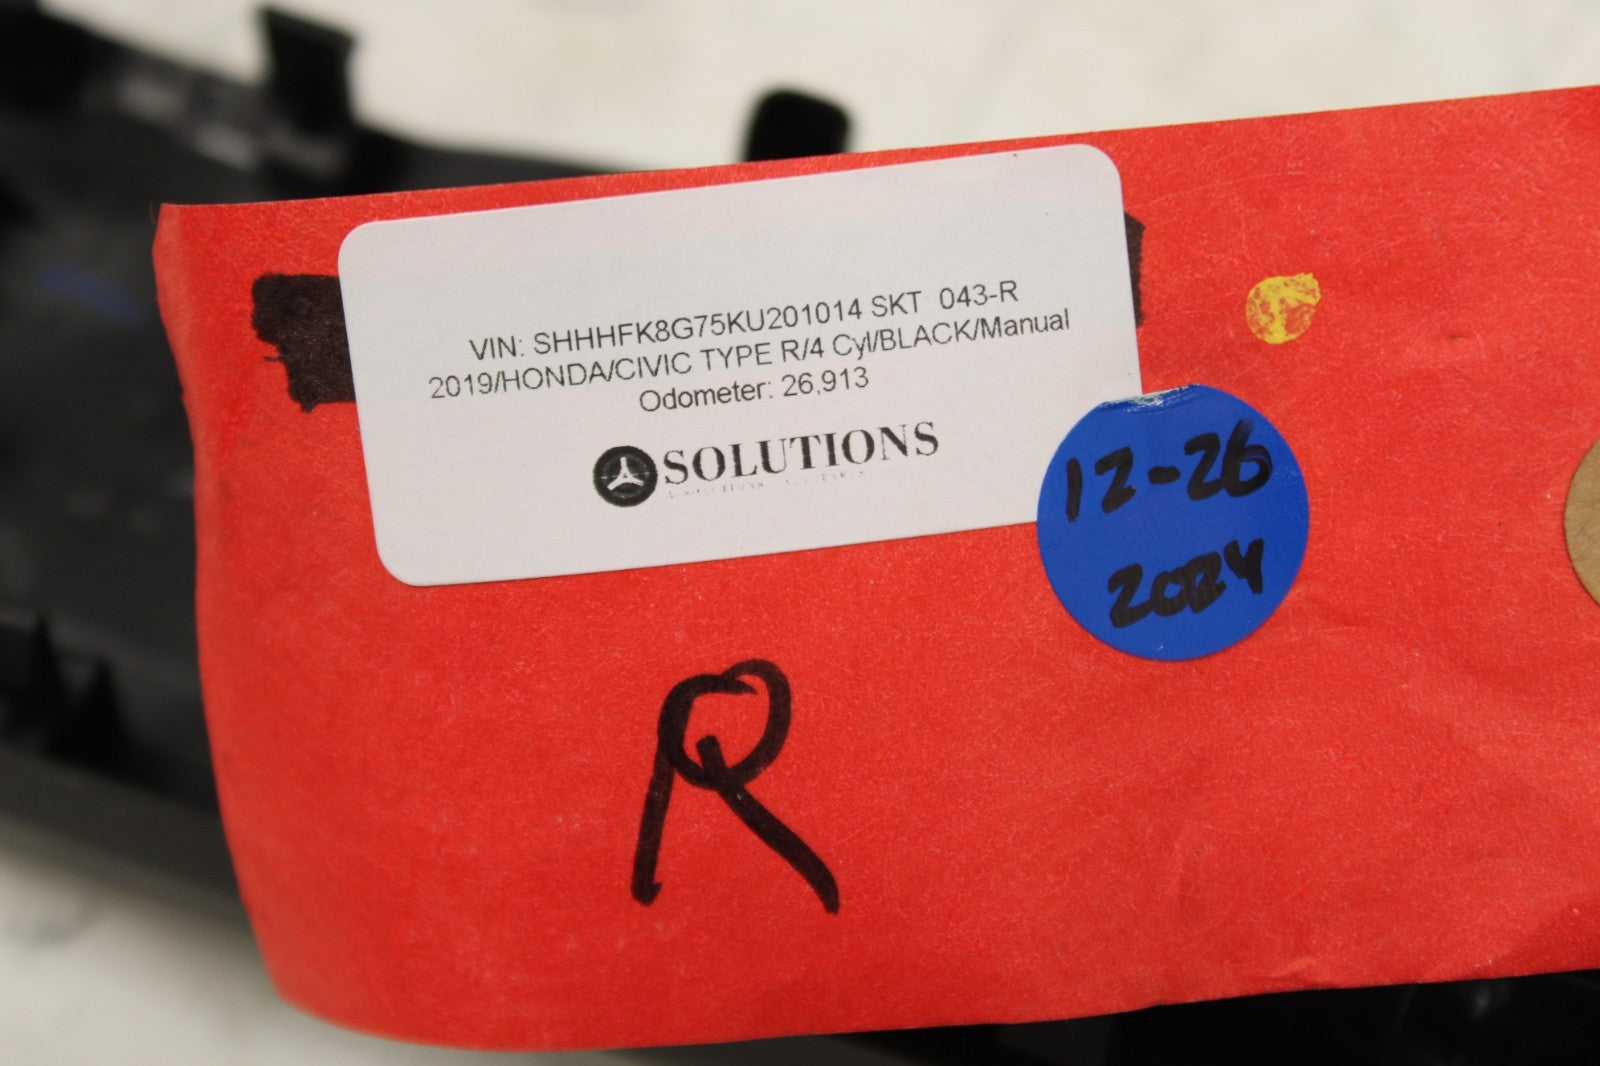 VIN: SHHHFK8G75KU201014 SKT 043-R
2019/HONDA/CIVIC TYPE R/4 Cyl/BLACK/Manual
Odometer: 26,913
SOLUTIONS
12-26
2024
R